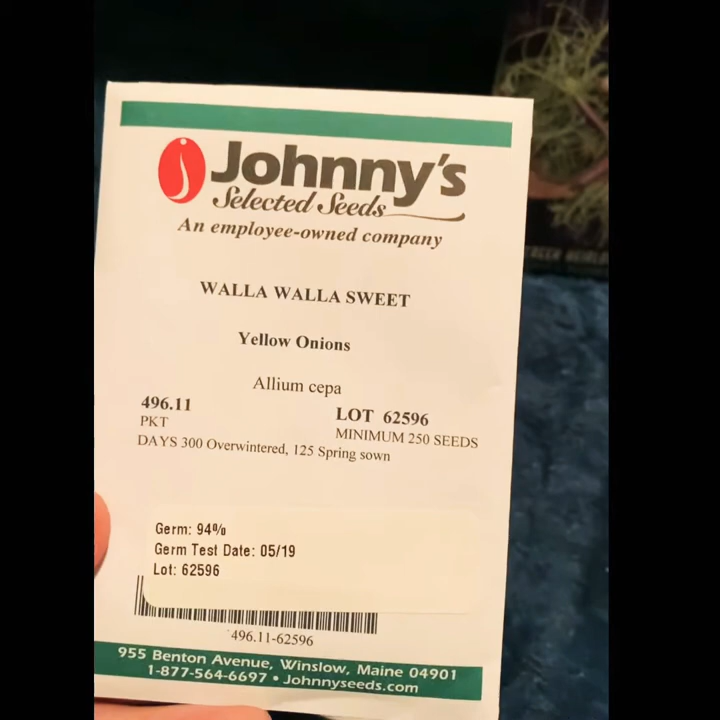 Johnny's
Selected Seeds
An employee-owned company
WALLA WALLA SWEET
Yellow Onions
Allium cepa
496.11
PKT
LOT 62596
MINIMUM 250 SEEDS
DAYS 300 Overwintered, 125 Spring sown
Germ: 94%
Germ Test Date: 05/19
Lot: 62596
496.11-62596
955 Benton Avenue, Winslow, Maine 04901
1-877-564-6697 • Johnnyseeds.com